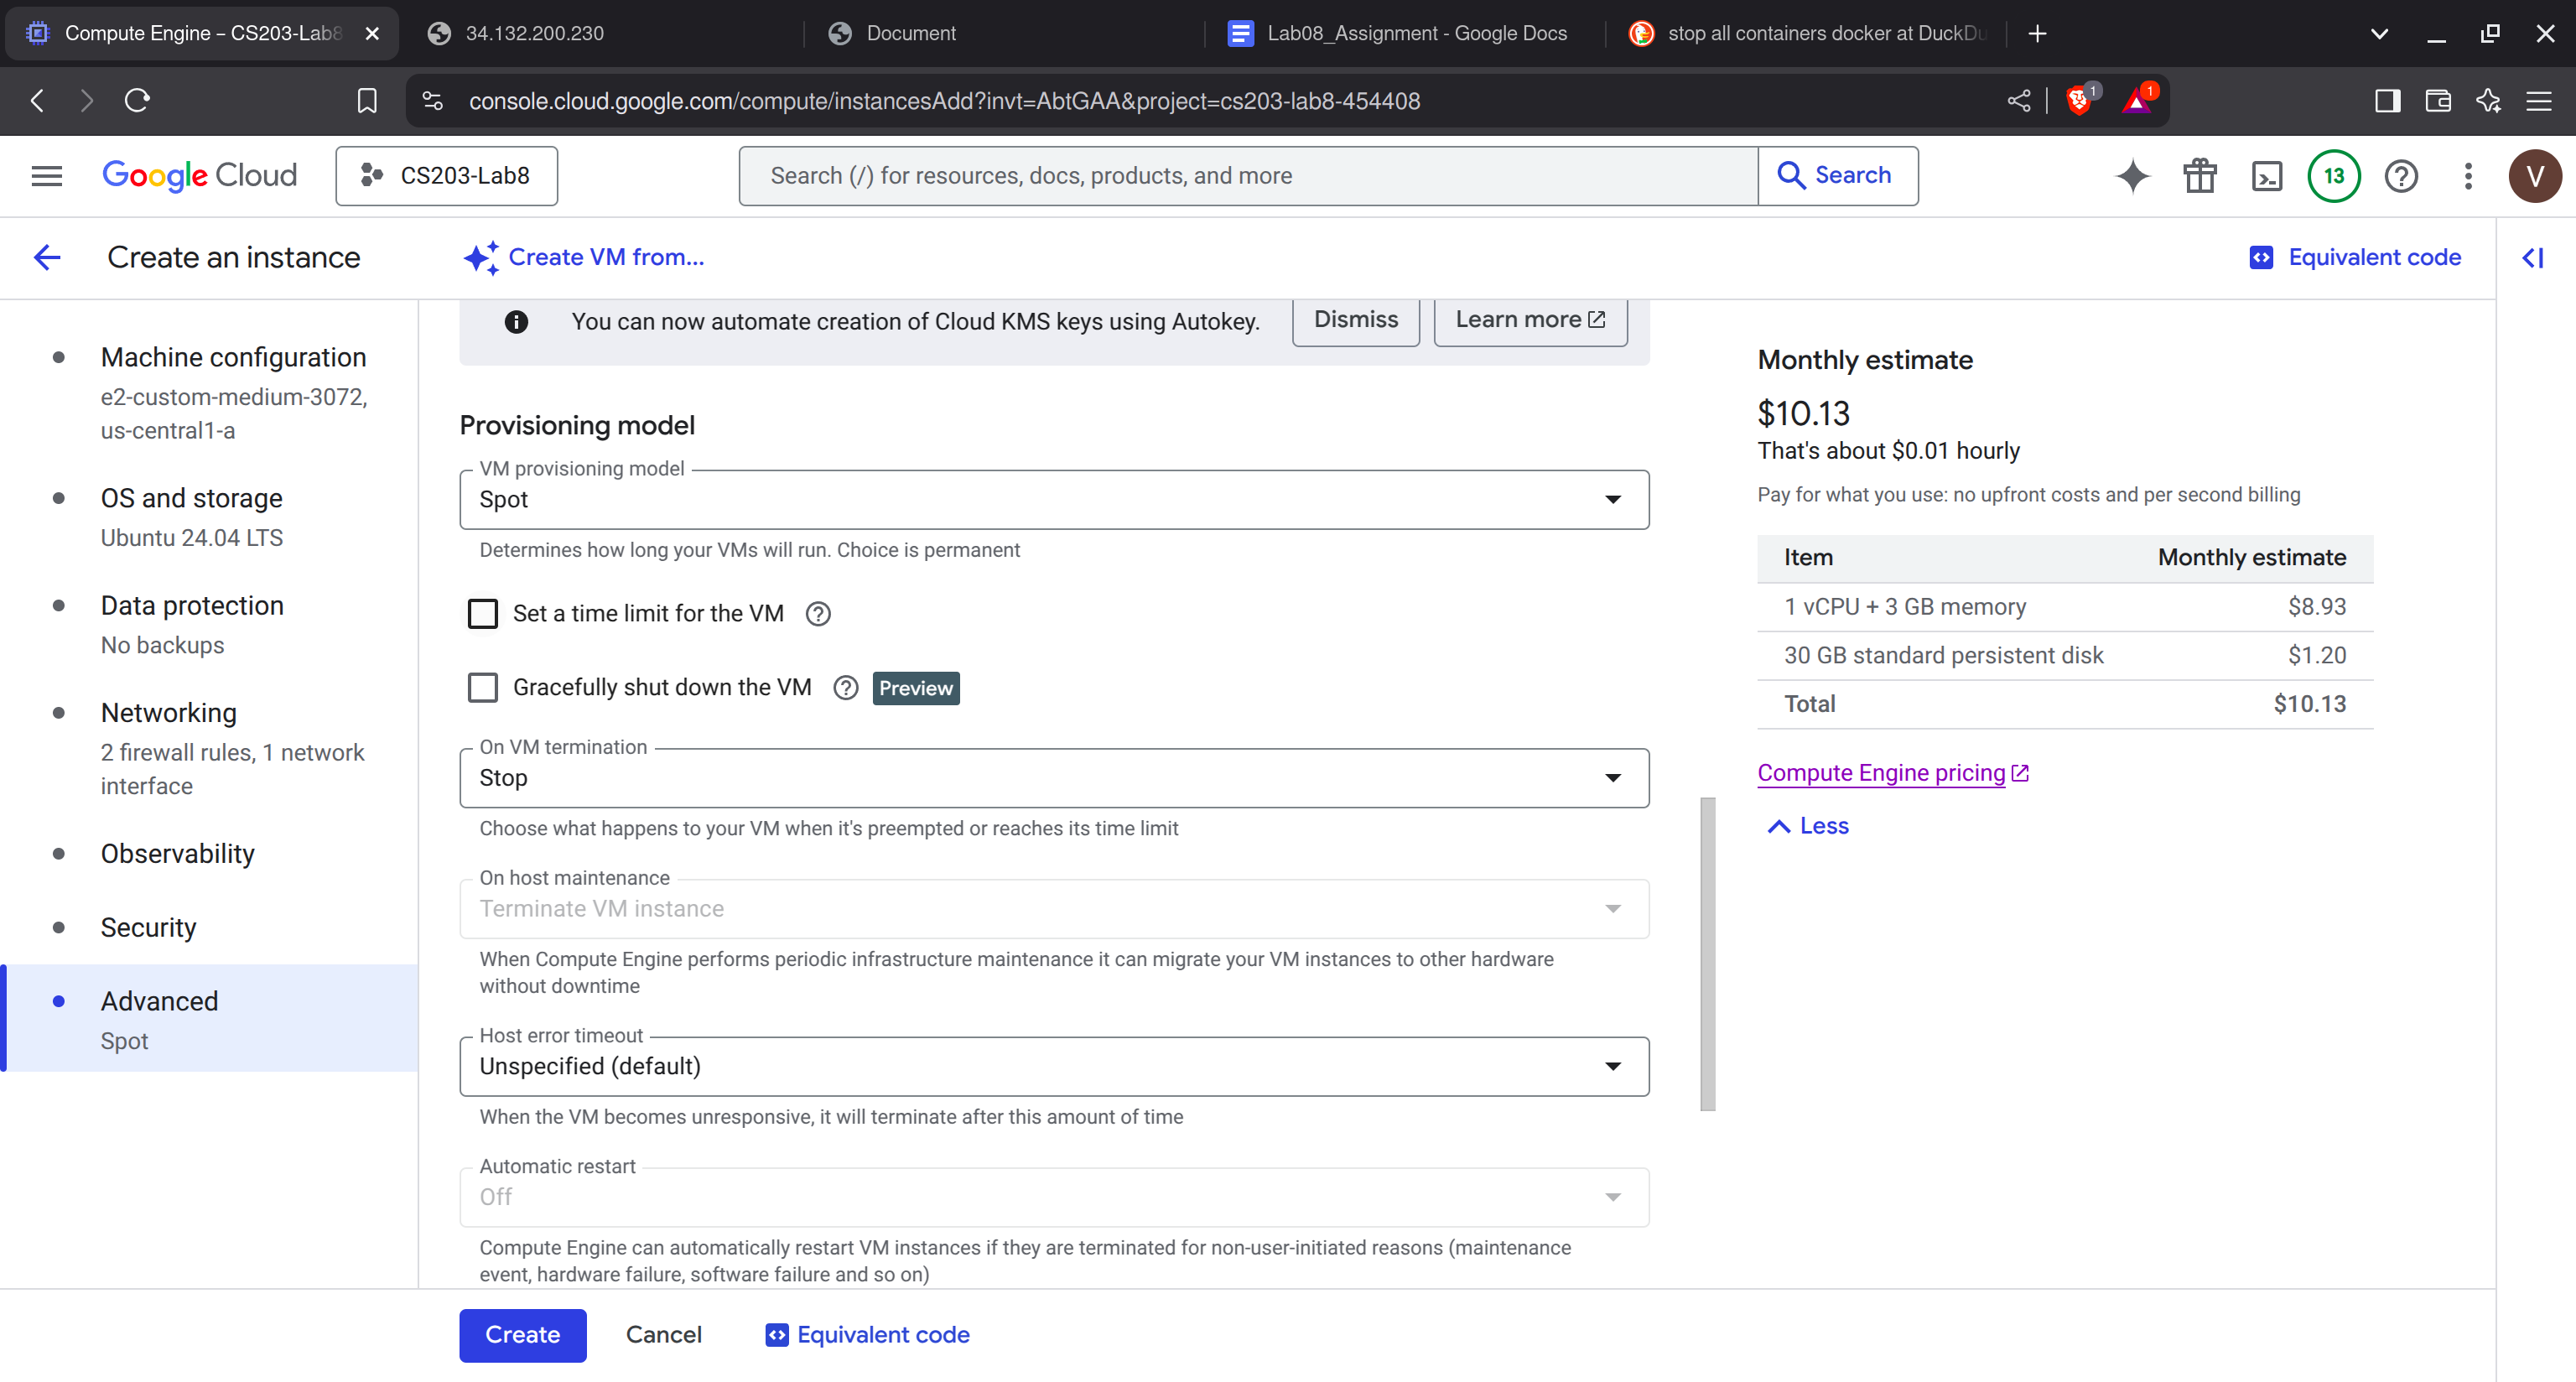 Compute Engine – CS203-Lab8
34.132.200.230
Document
Lab08_Assignment - Google Docs
stop all containers docker at DuckDu
console.cloud.google.com/compute/instancesAdd?invt=AbtGAA&project=cs203-lab8-454408
1
1
Google Cloud
CS203-Lab8
Search (/) for resources, docs, products, and more
Search
13
V
Create an instance
Create VM from...
Equivalent code
Machine configuration
e2-custom-medium-3072,
us-central1-a
OS and storage
Ubuntu 24.04 LTS
Data protection
No backups
Networking
2 firewall rules, 1 network
interface
Observability
Security
Advanced
Spot
You can now automate creation of Cloud KMS keys using Autokey.
Dismiss
Learn more
Provisioning model
VM provisioning model
Spot
Determines how long your VMs will run. Choice is permanent
Set a time limit for the VM
Gracefully shut down the VM
Preview
On VM termination
Stop
Choose what happens to your VM when it's preempted or reaches its time limit
On host maintenance
Terminate VM instance
When Compute Engine performs periodic infrastructure maintenance it can migrate your VM instances to other hardware
without downtime
Host error timeout
Unspecified (default)
When the VM becomes unresponsive, it will terminate after this amount of time
Automatic restart
Off
Compute Engine can automatically restart VM instances if they are terminated for non-user-initiated reasons (maintenance
event, hardware failure, software failure and so on)
Monthly estimate
$10.13
That's about $0.01 hourly
Pay for what you use: no upfront costs and per second billing
Item Monthly estimate
1 vCPU + 3 GB memory $8.93
30 GB standard persistent disk $1.20
Total $10.13
Compute Engine pricing
Less
Create
Cancel
Equivalent code